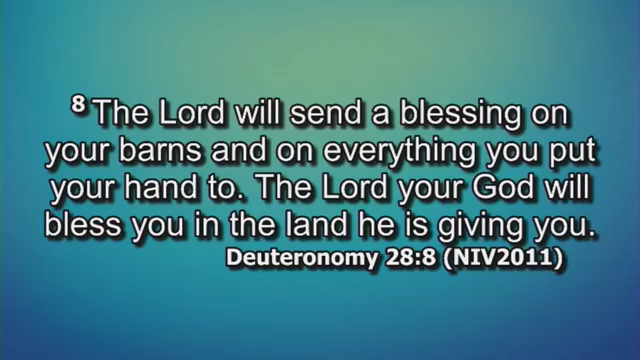 8 The Lord will send a blessing on
your barns and on everything you put
your hand to. The Lord your God will
bless you in the land he is giving you.
Deuteronomy 28:8 (NIV2011)